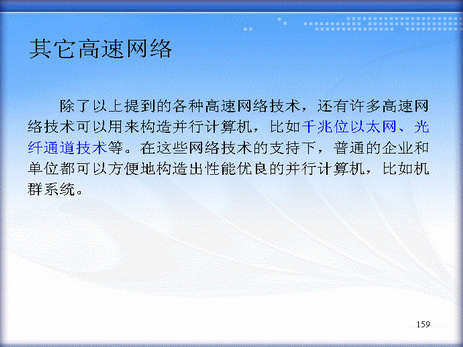 其它高速网络
除了以上提到的各种高速网络技术，还有许多高速网
络技术可以用来构造并行计算机，比如千兆位以太网、光
纤通道技术等。在这些网络技术的支持下，普通的企业和
单位都可以方便地构造出性能优良的并行计算机，比如机
群系统。
159